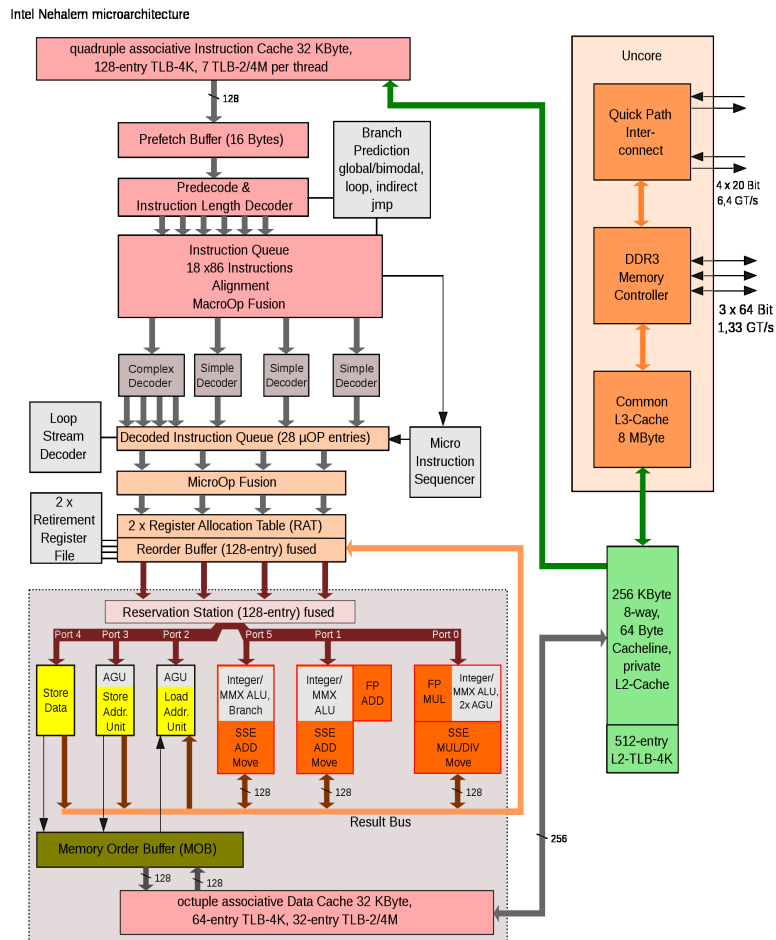 Intel Nehalem microarchitecture
quadruple associative Instruction Cache 32 KByte,
128-entry TLB-4K, 7 TLB-2/4M per thread
128
Prefetch Buffer (16 Bytes)
Branch
Prediction
global/bimodal,
loop, indirect
jmp
Predecode &
Instruction Length Decoder
Instruction Queue
18 x86 Instructions
Alignment
MacroOp Fusion
Complex
Decoder
Simple
Decoder
Simple
Decoder
Simple
Decoder
Loop
Stream
Decoder
Decoded Instruction Queue (28 µOP entries)
Micro
Instruction
Sequencer
MicroOp Fusion
2 x
Retirement
Register
File
2 x Register Allocation Table (RAT)
Reorder Buffer (128-entry) fused
Reservation Station (128-entry) fused
Port 4
Port 3
Port 2
Port 5
Port 1
Port 0
Store
Data
AGU
Store
Addr.
Unit
AGU
Load
Addr.
Unit
Integer/
MMX ALU,
Branch
SSE
ADD
Move
Integer/
MMX
ALU
FP
ADD
SSE
ADD
Move
FP
MUL
Integer/
MMX ALU,
2x AGU
SSE
MUL/DIV
Move
128
128
128
Result Bus
Memory Order Buffer (MOB)
128
128
octuple associative Data Cache 32 KByte,
64-entry TLB-4K, 32-entry TLB-2/4M
256
Uncore
Quick Path
Inter-
connect
4 x 20 Bit
6,4 GT/s
DDR3
Memory
Controller
3 x 64 Bit
1,33 GT/s
Common
L3-Cache
8 MByte
256 KByte
8-way,
64 Byte
Cacheline,
private
L2-Cache
512-entry
L2-TLB-4K